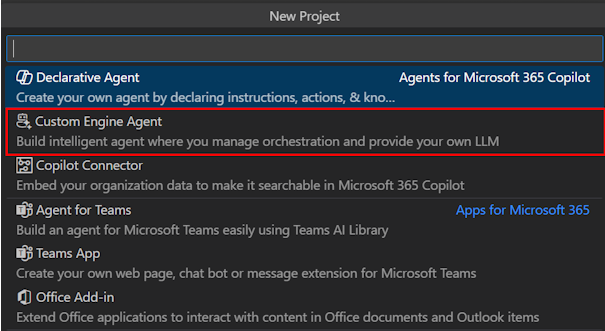 New Project
Declarative Agent Agents for Microsoft 365 Copilot
Create your own agent by declaring instructions, actions, & kno...
Custom Engine Agent
Build intelligent agent where you manage orchestration and provide your own LLM
Copilot Connector
Embed your organization data to make it searchable in Microsoft 365 Copilot
Agent for Teams Apps for Microsoft 365
Build an agent for Microsoft Teams easily using Teams AI Library
Teams App
Create your own web page, chat bot or message extension for Microsoft Teams
Office Add-in
Extend Office applications to interact with content in Office documents and Outlook items